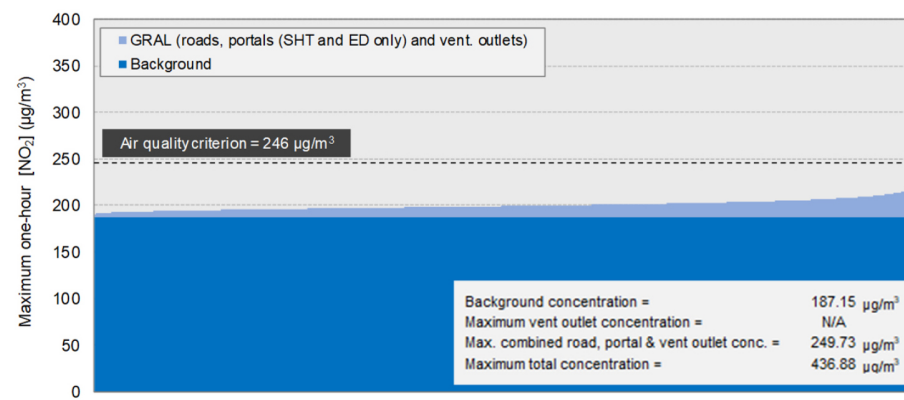 400
350
300
250
200
150
100
50
0
Maximum one-hour [NO₂] (µg/m³)
GRAL (roads, portals (SHT and ED only) and vent. outlets)
Background
Air quality criterion = 246 µg/m³
Background concentration = 187.15 µg/m³
Maximum vent outlet concentration = N/A
Max. combined road, portal & vent outlet conc. = 249.73 µg/m³
Maximum total concentration = 436.88 µg/m³